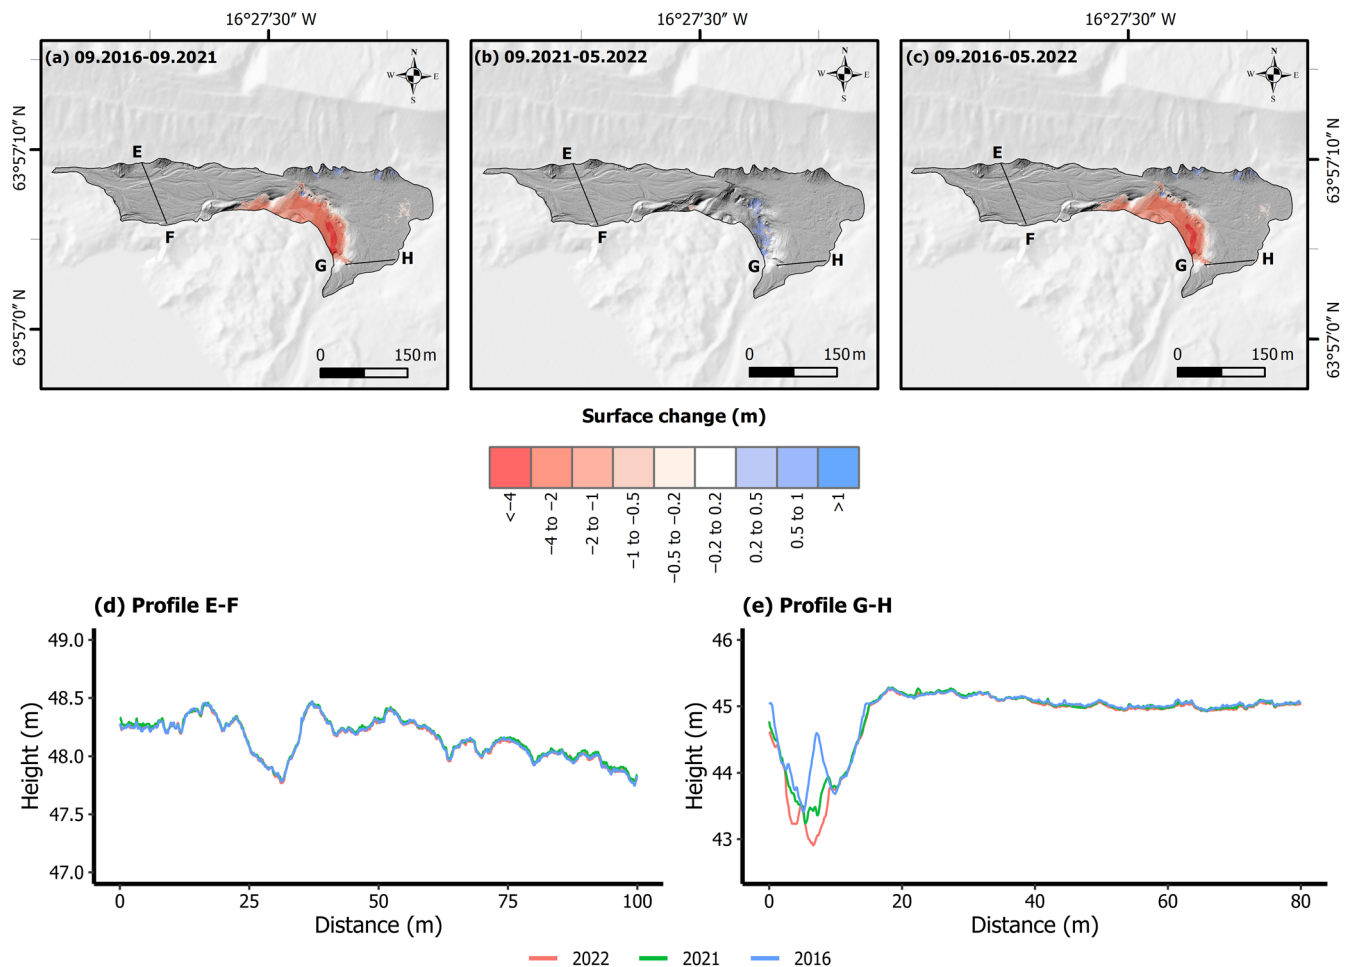 16°27′30″ W
16°27′30″ W
16°27′30″ W
(a) 09.2016-09.2021
N
W
E
S
E
F
G
H
0
150 m
(b) 09.2021-05.2022
N
W
E
S
E
F
G
H
0
150 m
(c) 09.2016-05.2022
N
W
E
S
E
F
G
H
0
150 m
63°57′10″ N
63°57′0″ N
63°57′10″ N
63°57′0″ N
Surface change (m)
<−4
−4 to −2
−2 to −1
−1 to −0.5
−0.5 to −0.2
−0.2 to 0.2
0.2 to 0.5
0.5 to 1
>1
(d) Profile E-F
49.0
48.5
48.0
47.5
47.0
Height (m)
0
25
50
75
100
Distance (m)
(e) Profile G-H
46
45
44
43
Height (m)
0
20
40
60
80
Distance (m)
2022
2021
2016